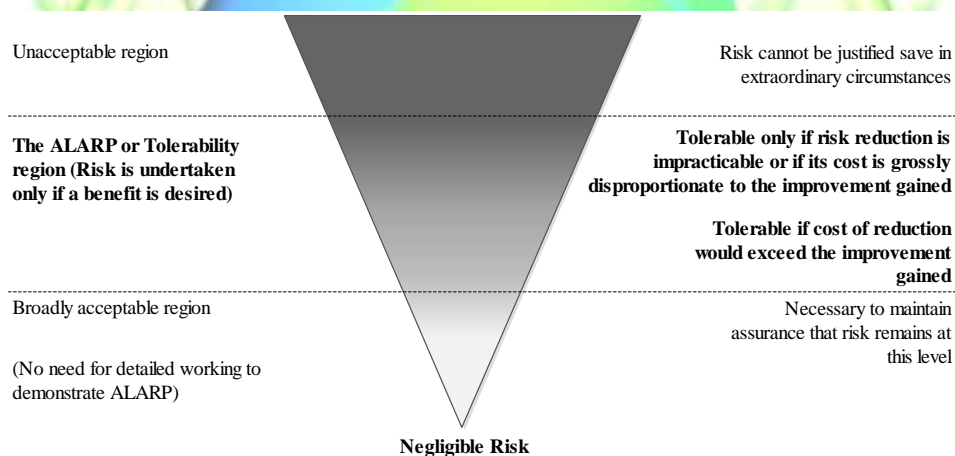 Unacceptable region
Risk cannot be justified save in
extraordinary circumstances
The ALARP or Tolerability
region (Risk is undertaken
only if a benefit is desired)
Tolerable only if risk reduction is
impracticable or if its cost is grossly
disproportionate to the improvement gained
Tolerable if cost of reduction
would exceed the improvement
gained
Broadly acceptable region
(No need for detailed working to
demonstrate ALARP)
Necessary to maintain
assurance that risk remains at
this level
Negligible Risk